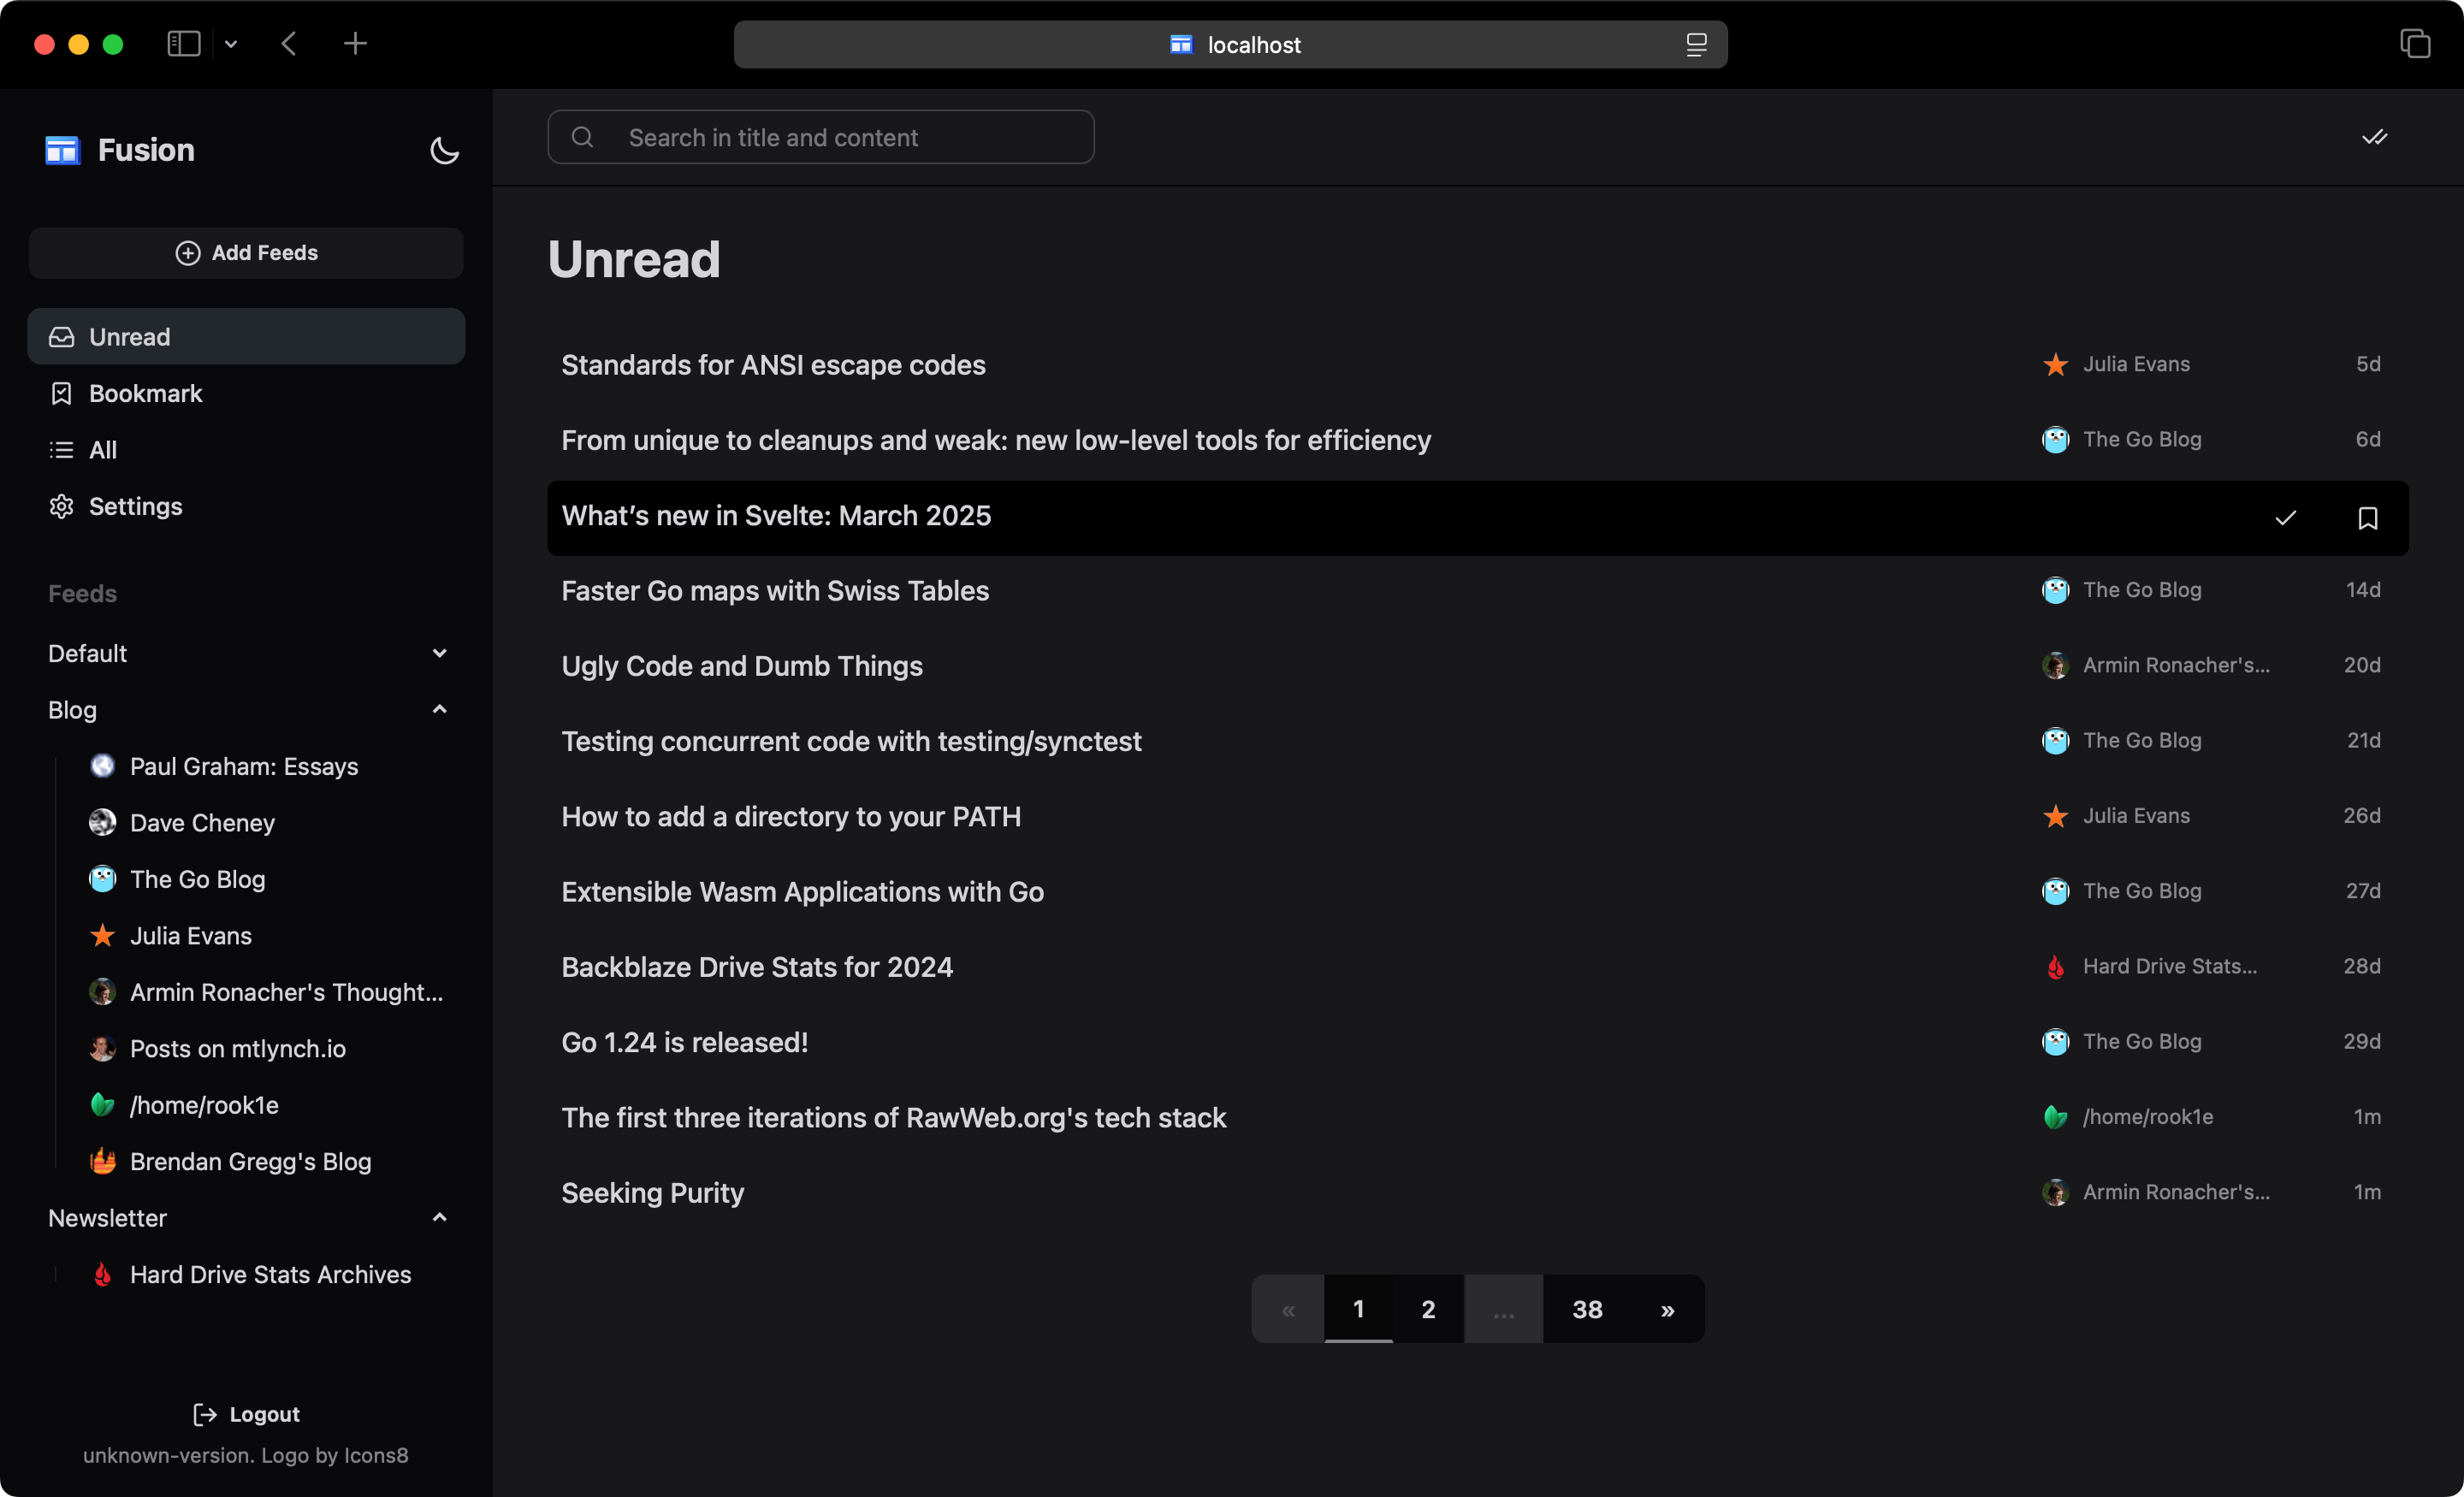 localhost
Fusion
Add Feeds
Unread
Bookmark
All
Settings
Feeds
Default
Blog
Paul Graham: Essays
Dave Cheney
The Go Blog
Julia Evans
Armin Ronacher's Thought...
Posts on mtlynch.io
/home/rook1e
Brendan Gregg's Blog
Newsletter
Hard Drive Stats Archives
Logout
unknown-version. Logo by Icons8
Search in title and content
Unread
Standards for ANSI escape codes Julia Evans 5d
From unique to cleanups and weak: new low-level tools for efficiency The Go Blog 6d
What’s new in Svelte: March 2025
Faster Go maps with Swiss Tables The Go Blog 14d
Ugly Code and Dumb Things Armin Ronacher's... 20d
Testing concurrent code with testing/synctest The Go Blog 21d
How to add a directory to your PATH Julia Evans 26d
Extensible Wasm Applications with Go The Go Blog 27d
Backblaze Drive Stats for 2024 Hard Drive Stats... 28d
Go 1.24 is released! The Go Blog 29d
The first three iterations of RawWeb.org's tech stack /home/rook1e 1m
Seeking Purity Armin Ronacher's... 1m
« 1 2 ... 38 »